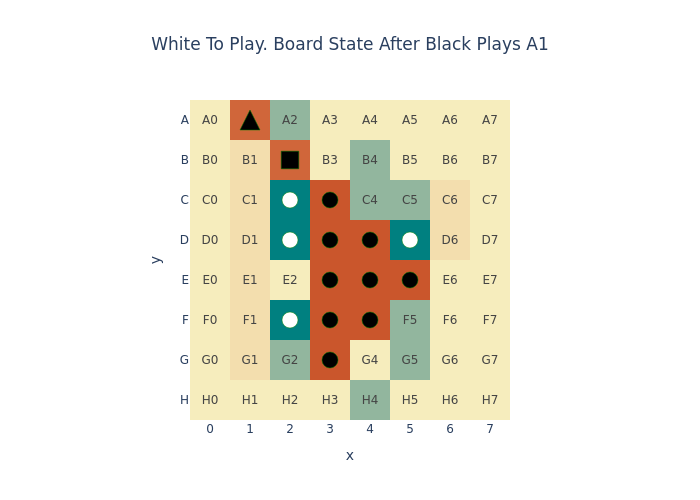 White To Play. Board State After Black Plays A1
A A0 A2 A3 A4 A5 A6 A7
B B0 B1 B3 B4 B5 B6 B7
C C0 C1 C4 C5 C6 C7
D D0 D1 D6 D7
y
E E0 E1 E2 E6 E7
F F0 F1 F5 F6 F7
G G0 G1 G2 G4 G5 G6 G7
H H0 H1 H2 H3 H4 H5 H6 H7
0 1 2 3 4 5 6 7
x